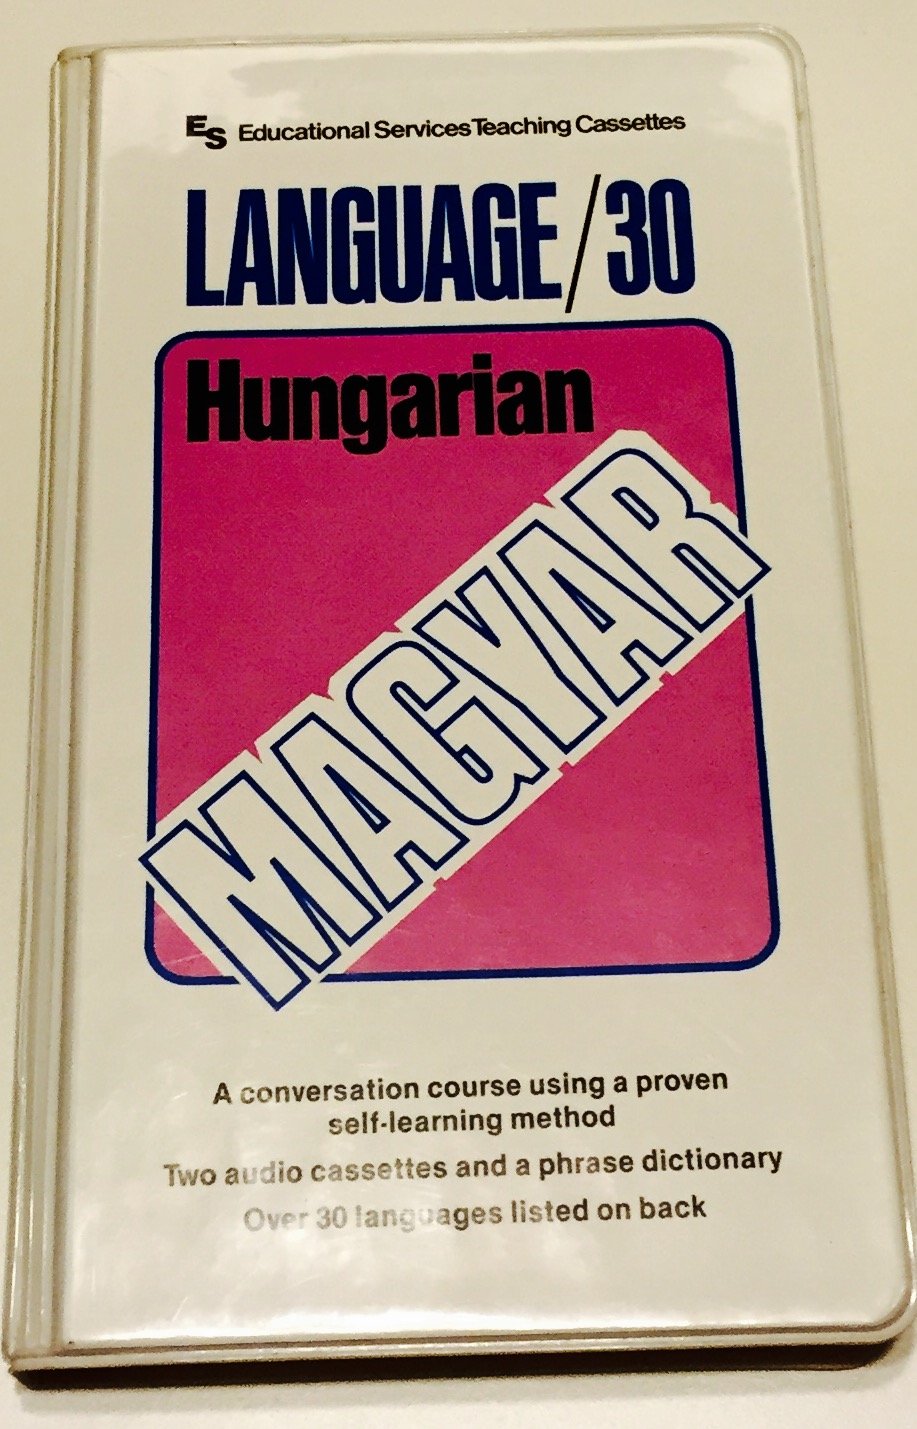 ES Educational Services Teaching Cassettes
LANGUAGE/30
Hungarian
MAGYAR
A conversation course using a proven
self-learning method
Two audio cassettes and a phrase dictionary
Over 30 languages listed on back